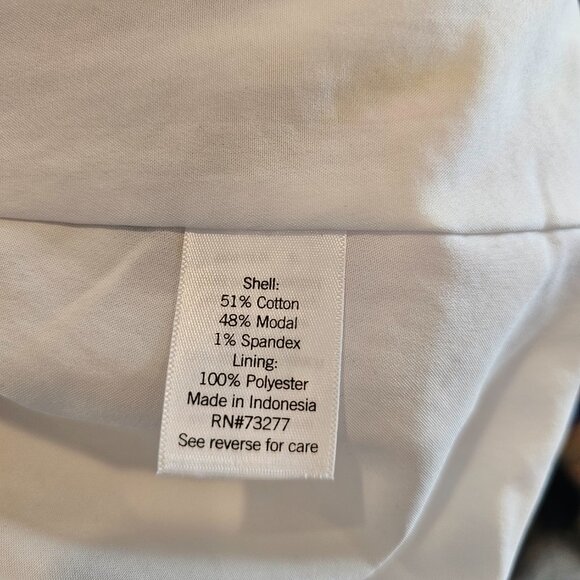 Shell:
51% Cotton
48% Modal
1% Spandex
Lining:
100% Polyester
Made in Indonesia
RN#73277
See reverse for care